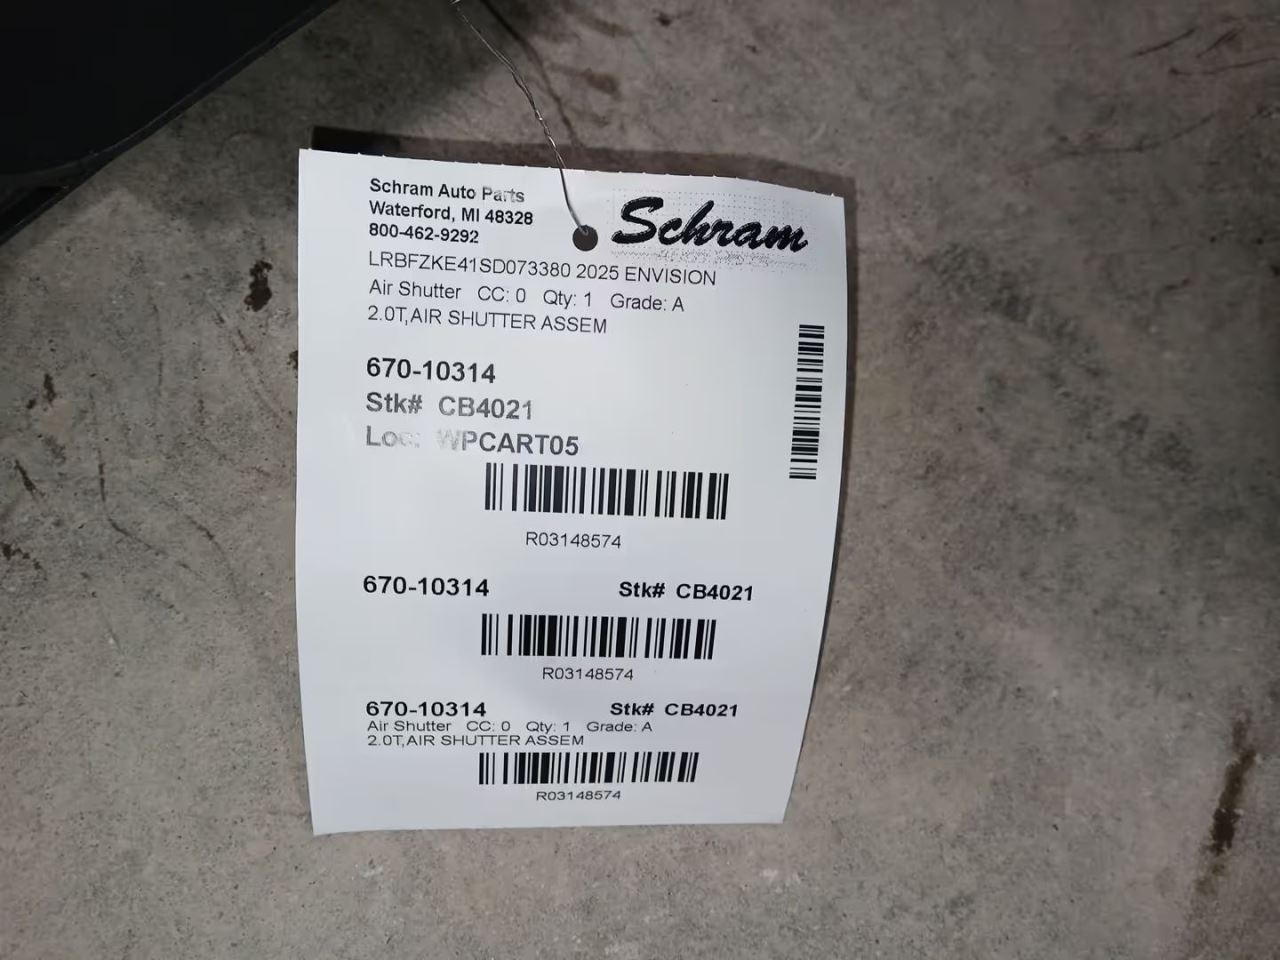 Schram Auto Parts
Waterford, MI 48328
800-462-9292
Schram
LRBFZKE41SD073380 2025 ENVISION
Air Shutter CC: 0 Qty: 1 Grade: A
2.0T,AIR SHUTTER ASSEM
670-10314
Stk# CB4021
Loc: WPCART05
R03148574
670-10314 Stk# CB4021
R03148574
670-10314 Stk# CB4021
Air Shutter CC: 0 Qty: 1 Grade: A
2.0T,AIR SHUTTER ASSEM
R03148574